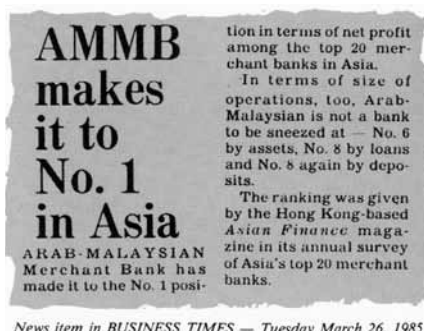 AMMB
makes
it to
No. 1
in Asia
ARAB-MALAYSIAN
Merchant Bank has
made it to the No. 1 posi-
tion in terms of net profit
among the top 20 mer-
chant banks in Asia.
In terms of size of
operations, too, Arab-
Malaysian is not a bank
to be sneezed at — No. 6
by assets, No. 8 by loans
and No. 8 again by depo-
sits.
The ranking was given
by the Hong Kong-based
Asian Finance maga-
zine in its annual survey
of Asia's top 20 merchant
banks.
News item in BUSINESS TIMES — Tuesday March 26, 1985